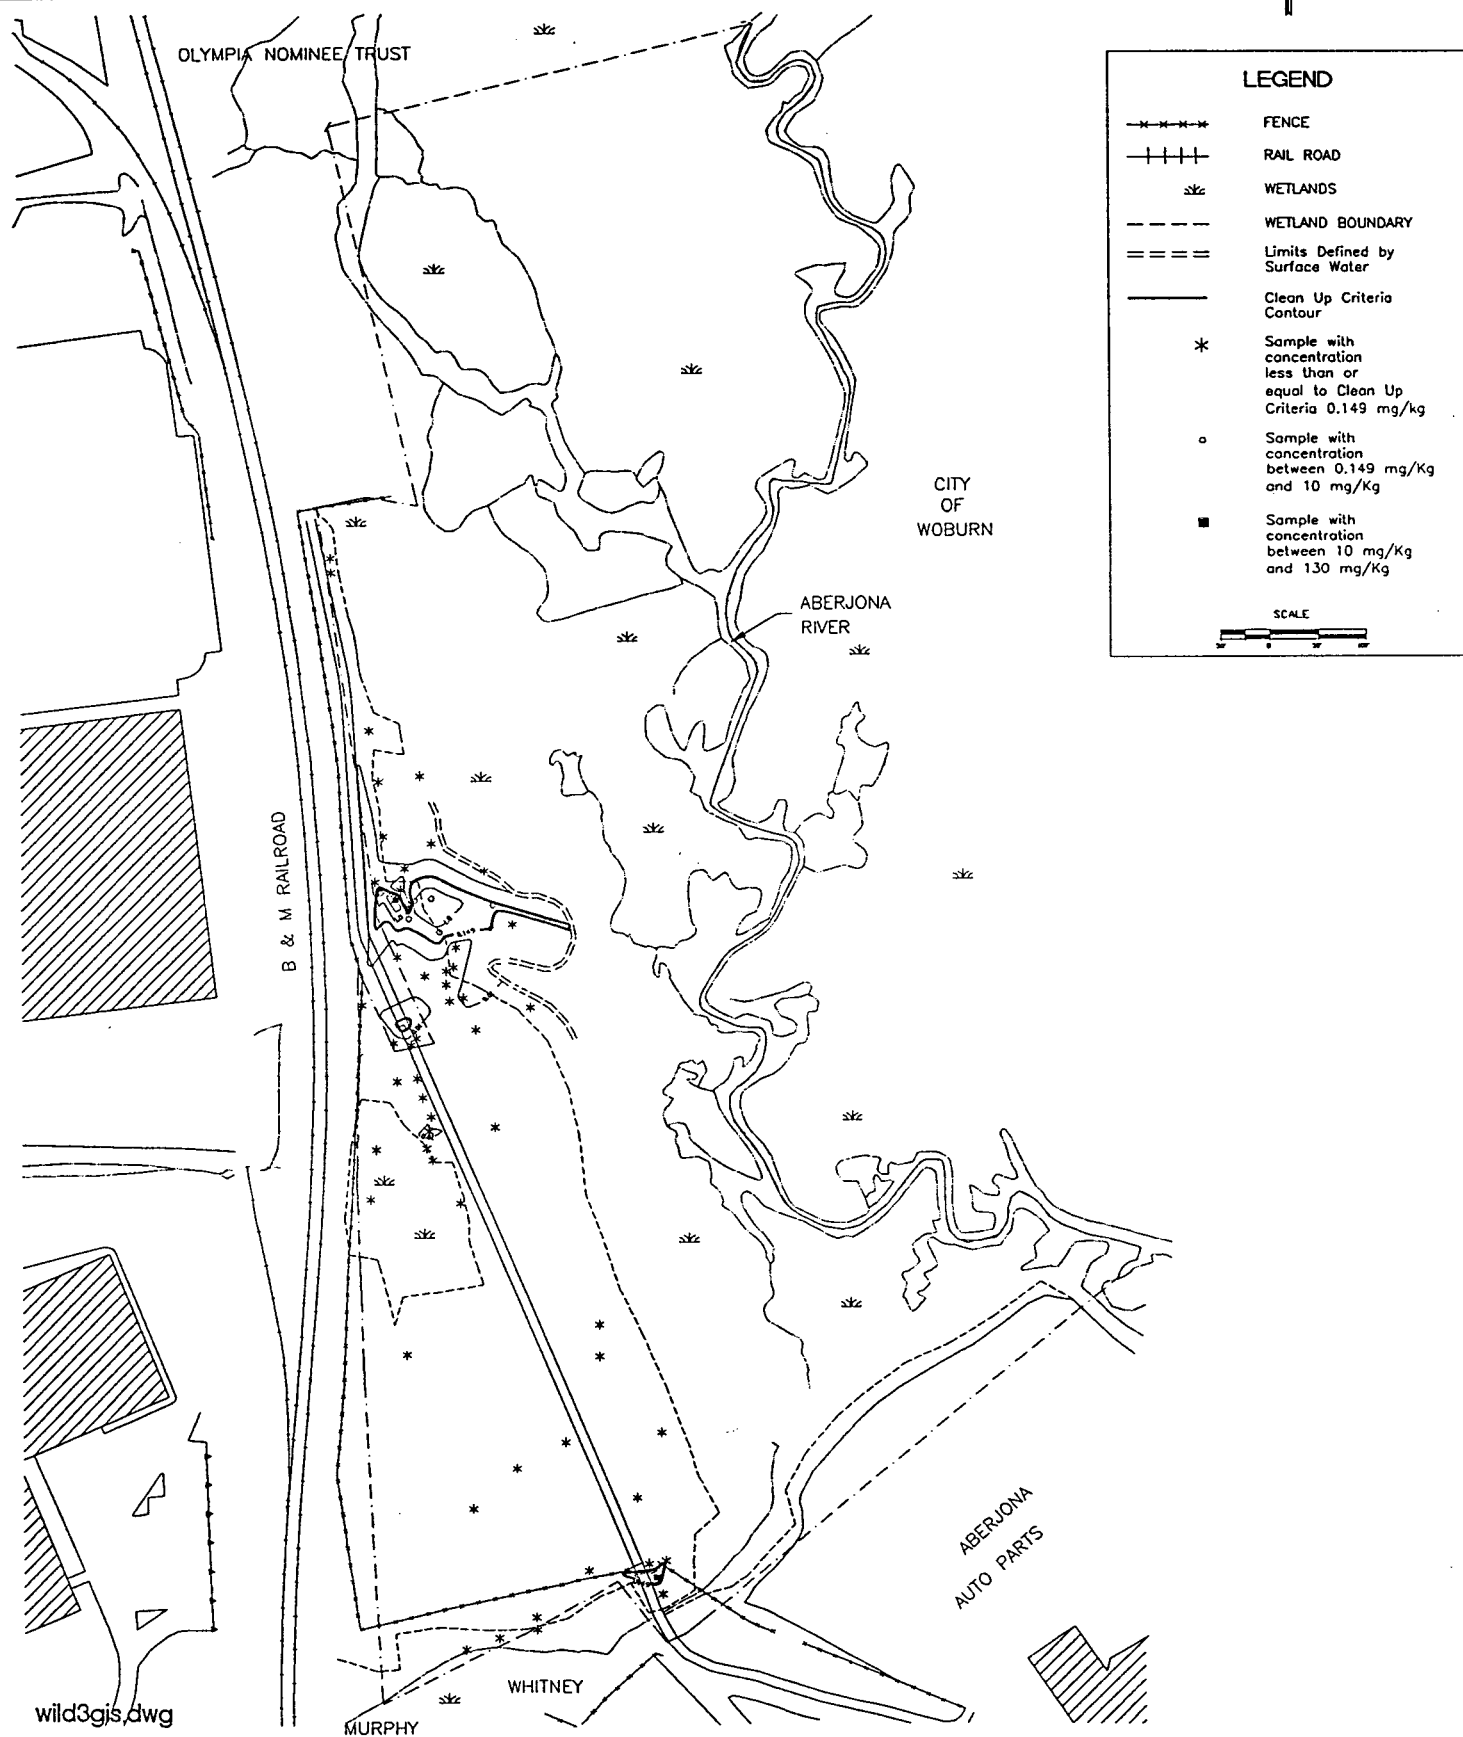 OLYMPIA NOMINEE TRUST
LEGEND
FENCE
RAIL ROAD
WETLANDS
WETLAND BOUNDARY
Limits Defined by
Surface Water
Clean Up Criteria
Contour
Sample with
concentration
less than or
equal to Clean Up
Criteria 0.149 mg/kg
Sample with
concentration
between 0.149 mg/Kg
and 10 mg/Kg
Sample with
concentration
between 10 mg/Kg
and 130 mg/Kg
SCALE
CITY
OF
WOBURN
ABERJONA
RIVER
B & M RAILROAD
ABERJONA
AUTO PARTS
WHITNEY
MURPHY
wild3gis.dwg